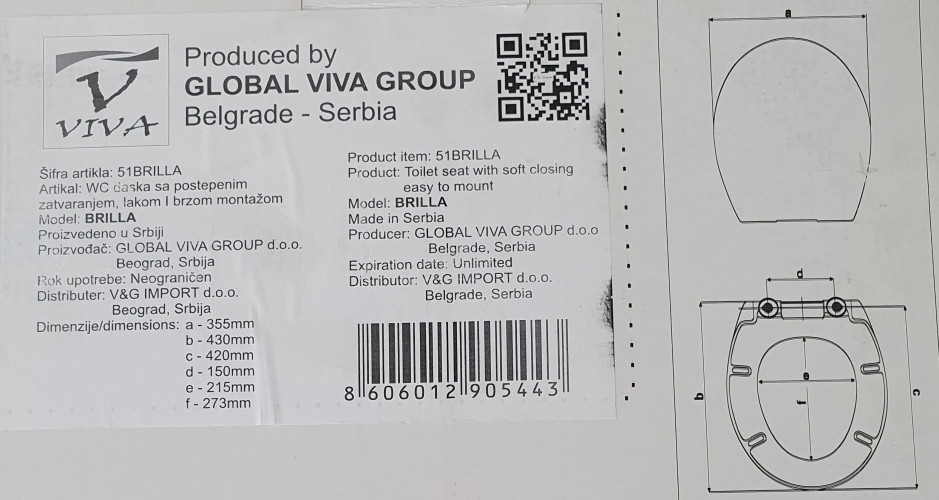 VIVA
Produced by
GLOBAL VIVA GROUP
Belgrade - Serbia
Šifra artikla: 51BRILLA
Artikal: WC daska sa postepenim
zatvaranjem, lakom I brzom montažom
Model: BRILLA
Proizvedeno u Srbiji
Proizvođač: GLOBAL VIVA GROUP d.o.o.
Beograd, Srbija
Rok upotrebe: Neograničen
Distributer: V&G IMPORT d.o.o.
Beograd, Srbija
Dimenzije/dimensions: a - 355mm
b - 430mm
c - 420mm
d - 150mm
e - 215mm
f - 273mm
Product item: 51BRILLA
Product: Toilet seat with soft closing
easy to mount
Model: BRILLA
Made in Serbia
Producer: GLOBAL VIVA GROUP d.o.o
Belgrade, Serbia
Expiration date: Unlimited
Distributor: V&G IMPORT d.o.o.
Belgrade, Serbia
8 606012 905443
a
d
b
e
f
c